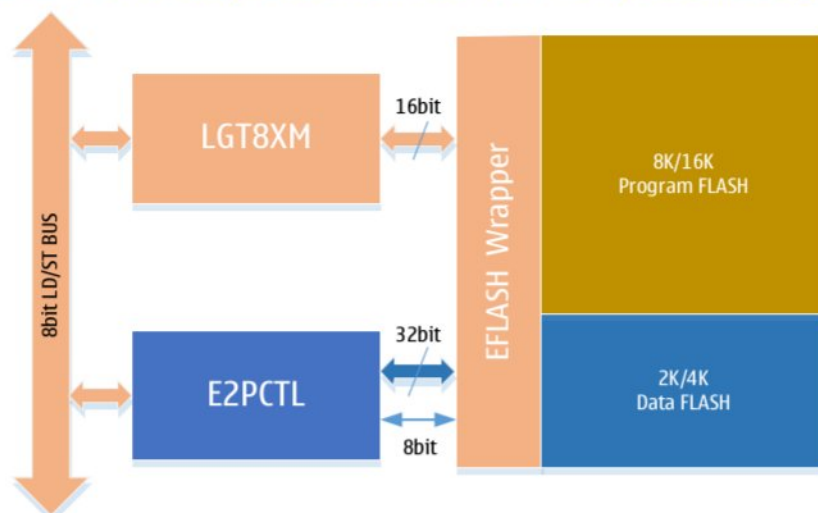 8bit LD/ST BUS
LGT8XM
16bit
EFLASH Wrapper
8K/16K
Program FLASH
E2PCTL
32bit
8bit
2K/4K
Data FLASH